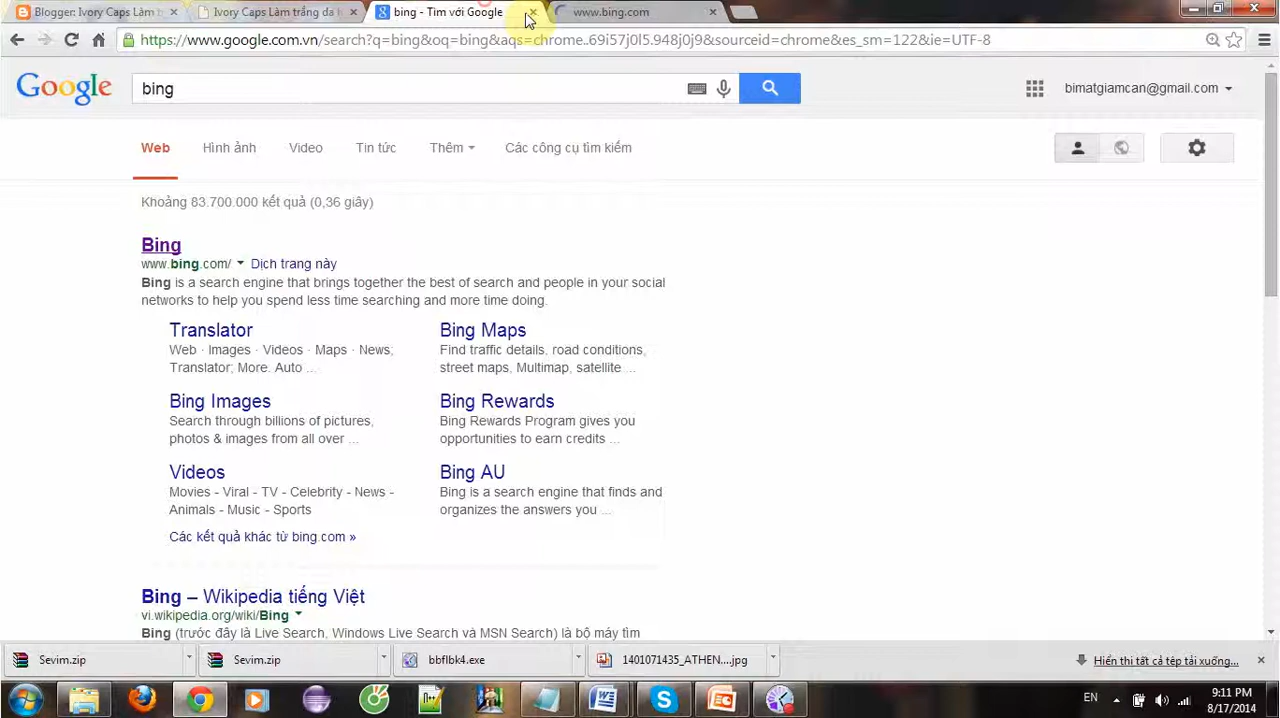 Blogger: Ivory Caps Làm t
Ivory Caps Làm trắng da t
bing - Tìm với Google
www.bing.com
https://www.google.com.vn/search?q=bing&oq=bing&aqs=chrome..69i57j0l5.948j0j9&sourceid=chrome&es_sm=122&ie=UTF-8
Google
bing
bimatgiamcan@gmail.com
Web
Hình ảnh
Video
Tin tức
Thêm
Các công cụ tìm kiếm
Khoảng 83.700.000 kết quả (0,36 giây)
Bing
www.bing.com/ Dịch trang này
Bing is a search engine that brings together the best of search and people in your social
networks to help you spend less time searching and more time doing.
Translator
Web · Images · Videos · Maps · News;
Translator; More. Auto ...
Bing Maps
Find traffic details, road conditions,
street maps, Multimap, satellite ...
Bing Images
Search through billions of pictures,
photos & images from all over ...
Bing Rewards
Bing Rewards Program gives you
opportunities to earn credits ...
Videos
Movies - Viral - TV - Celebrity - News -
Animals - Music - Sports
Bing AU
Bing is a search engine that finds and
organizes the answers you ...
Các kết quả khác từ bing.com »
Bing – Wikipedia tiếng Việt
vi.wikipedia.org/wiki/Bing
Bing (trước đây là Live Search, Windows Live Search và MSN Search) là bộ máy tìm
Sevim.zip
Sevim.zip
bbflbk4.exe
1401071435_ATHEN....jpg
Hiển thị tất cả tệp tải xuống...
EN
9:11 PM
8/17/2014